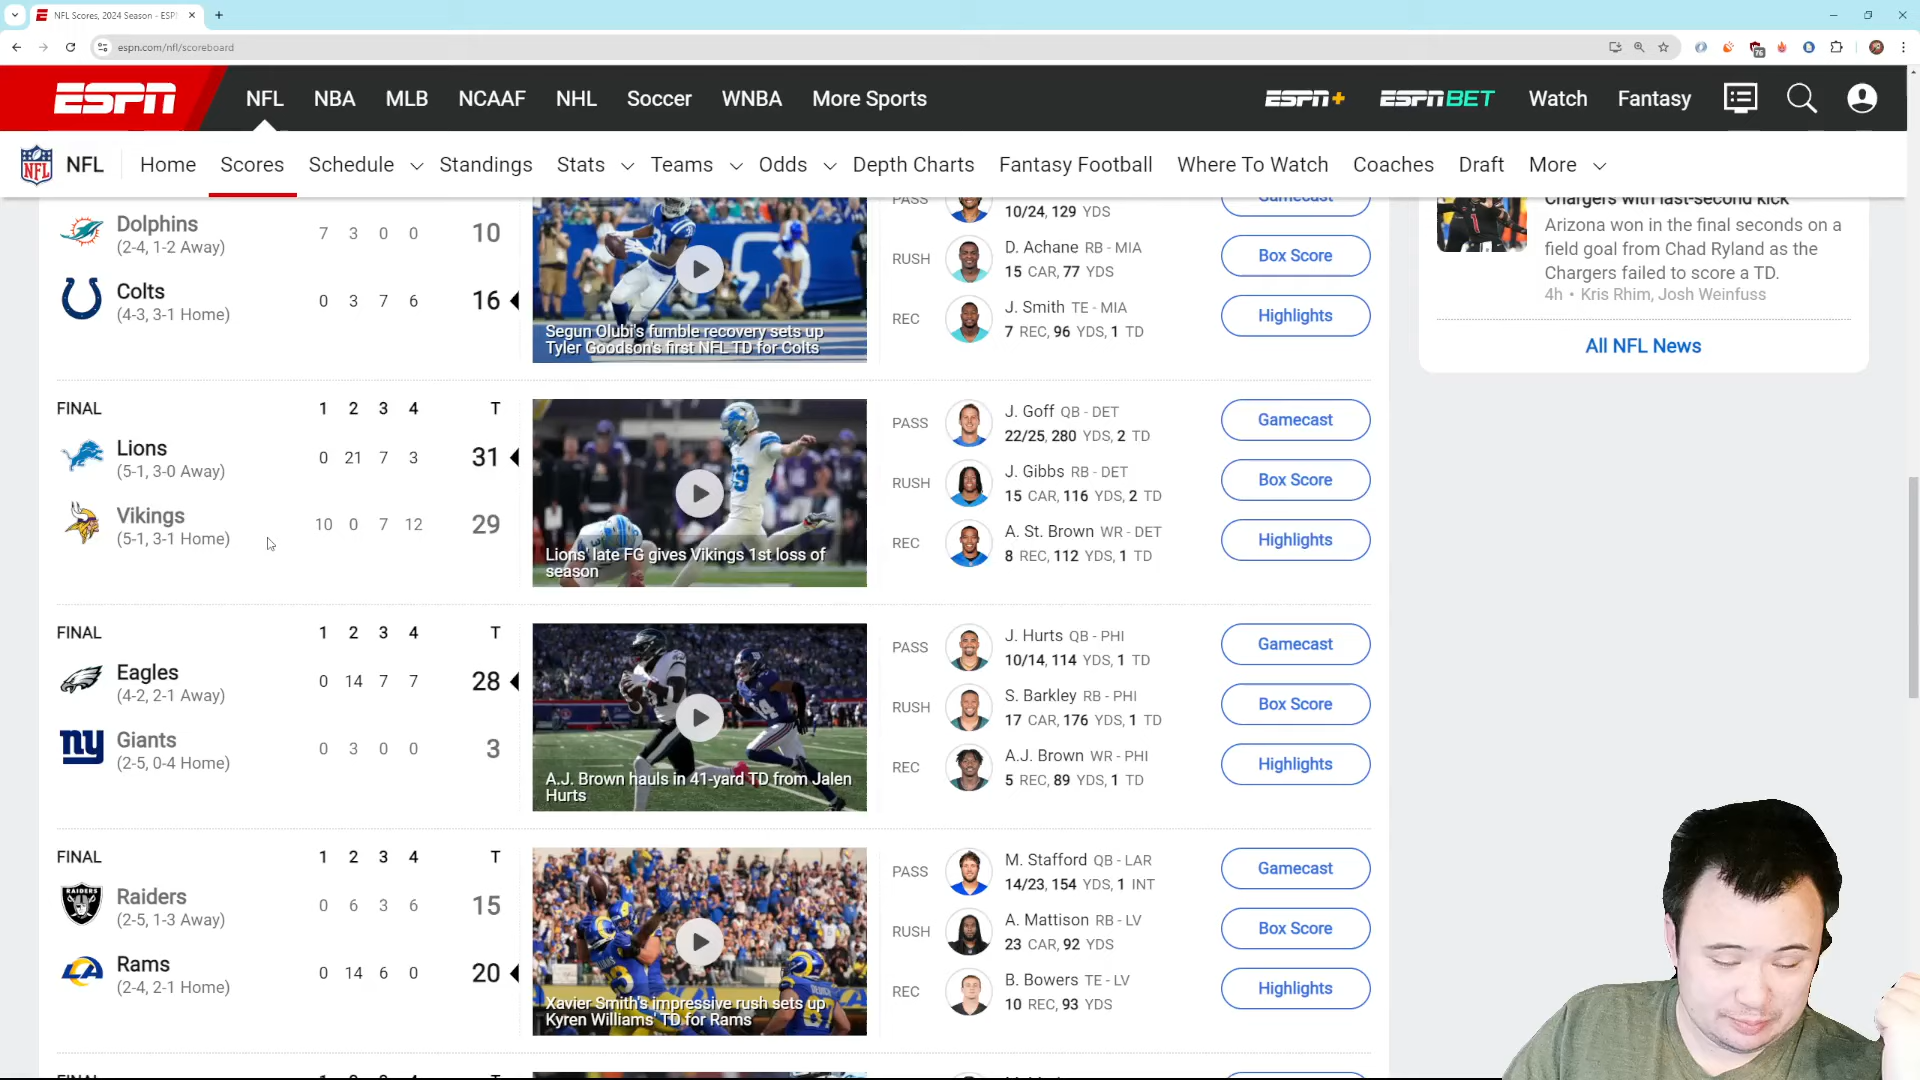 NFL Scores, 2024 Season - ESP
espn.com/nfl/scoreboard
76
ESPN
NFL
NBA
MLB
NCAAF
NHL
Soccer
WNBA
More Sports
ESPN+
ESPN BET
Watch
Fantasy
NFL
Home
Scores
Schedule
Standings
Stats
Teams
Odds
Depth Charts
Fantasy Football
Where To Watch
Coaches
Draft
More
Dolphins
(2-4, 1-2 Away)
7 3 0 0 10
Colts
(4-3, 3-1 Home)
0 3 7 6 16
Segun Olubi's fumble recovery sets up
Tyler Goodson's first NFL TD for Colts
PASS
10/24, 129 YDS
RUSH
D. Achane RB - MIA
15 CAR, 77 YDS
REC
J. Smith TE - MIA
7 REC, 96 YDS, 1 TD
Gamecast
Box Score
Highlights
FINAL 1 2 3 4 T
Lions
(5-1, 3-0 Away)
0 21 7 3 31
Vikings
(5-1, 3-1 Home)
10 0 7 12 29
Lions' late FG gives Vikings 1st loss of
season
PASS
J. Goff QB - DET
22/25, 280 YDS, 2 TD
RUSH
J. Gibbs RB - DET
15 CAR, 116 YDS, 2 TD
REC
A. St. Brown WR - DET
8 REC, 112 YDS, 1 TD
Gamecast
Box Score
Highlights
FINAL 1 2 3 4 T
Eagles
(4-2, 2-1 Away)
0 14 7 7 28
ny
Giants
(2-5, 0-4 Home)
0 3 0 0 3
A.J. Brown hauls in 41-yard TD from Jalen
Hurts
PASS
J. Hurts QB - PHI
10/14, 114 YDS, 1 TD
RUSH
S. Barkley RB - PHI
17 CAR, 176 YDS, 1 TD
REC
A.J. Brown WR - PHI
5 REC, 89 YDS, 1 TD
Gamecast
Box Score
Highlights
FINAL 1 2 3 4 T
RAIDERS
Raiders
(2-5, 1-3 Away)
0 6 3 6 15
Rams
(2-4, 2-1 Home)
0 14 6 0 20
Xavier Smith's impressive rush sets up
Kyren Williams' TD for Rams
PASS
M. Stafford QB - LAR
14/23, 154 YDS, 1 INT
RUSH
A. Mattison RB - LV
23 CAR, 92 YDS
REC
B. Bowers TE - LV
10 REC, 93 YDS
Gamecast
Box Score
Highlights
Chargers with last-second kick
Arizona won in the final seconds on a
field goal from Chad Ryland as the
Chargers failed to score a TD.
4h • Kris Rhim, Josh Weinfuss
All NFL News